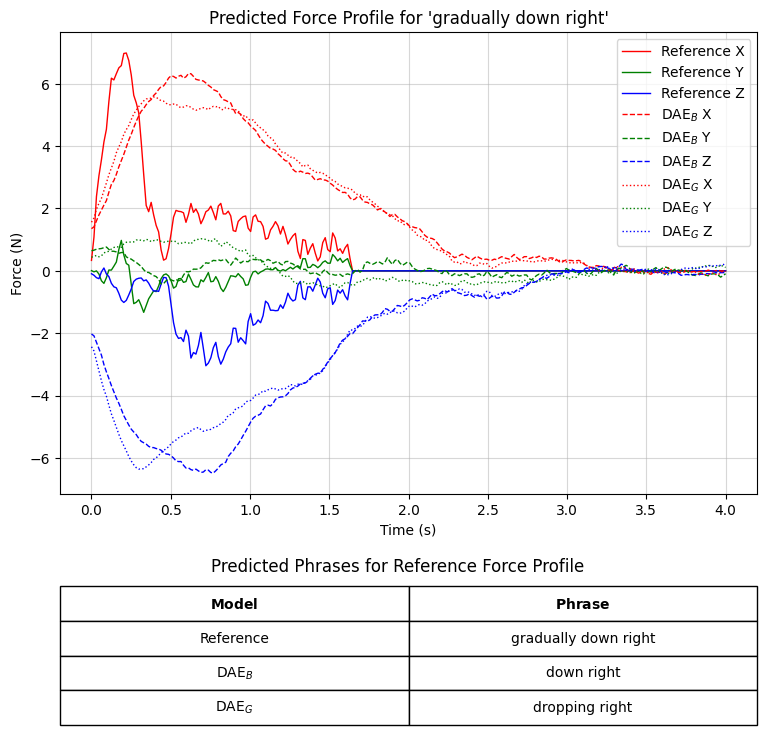 Predicted Force Profile for 'gradually down right'
Force (N)
6
4
2
0
−2
−4
−6
Reference X
Reference Y
Reference Z
DAE_B X
DAE_B Y
DAE_B Z
DAE_G X
DAE_G Y
DAE_G Z
0.0 0.5 1.0 1.5 2.0 2.5 3.0 3.5 4.0
Time (s)
Predicted Phrases for Reference Force Profile
Model Phrase
Reference gradually down right
DAE_B down right
DAE_G dropping right